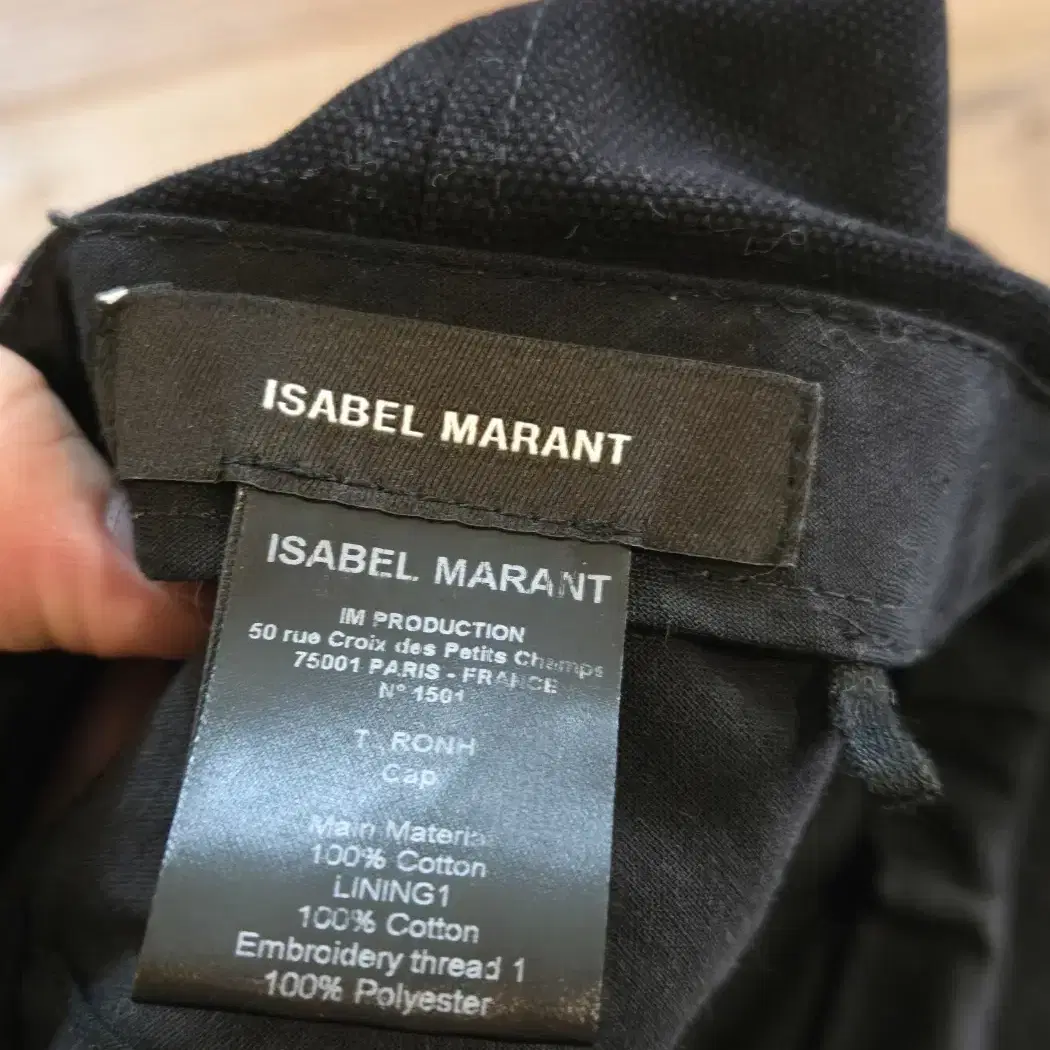 ISABEL MARANT
ISABEL MARANT
IM PRODUCTION
50 rue Croix des Petits Champs
75001 PARIS - FRANCE
N° 1501
T. RONH
Cap
Main Material
100% Cotton
LINING1
100% Cotton
Embroidery thread 1
100% Polyester